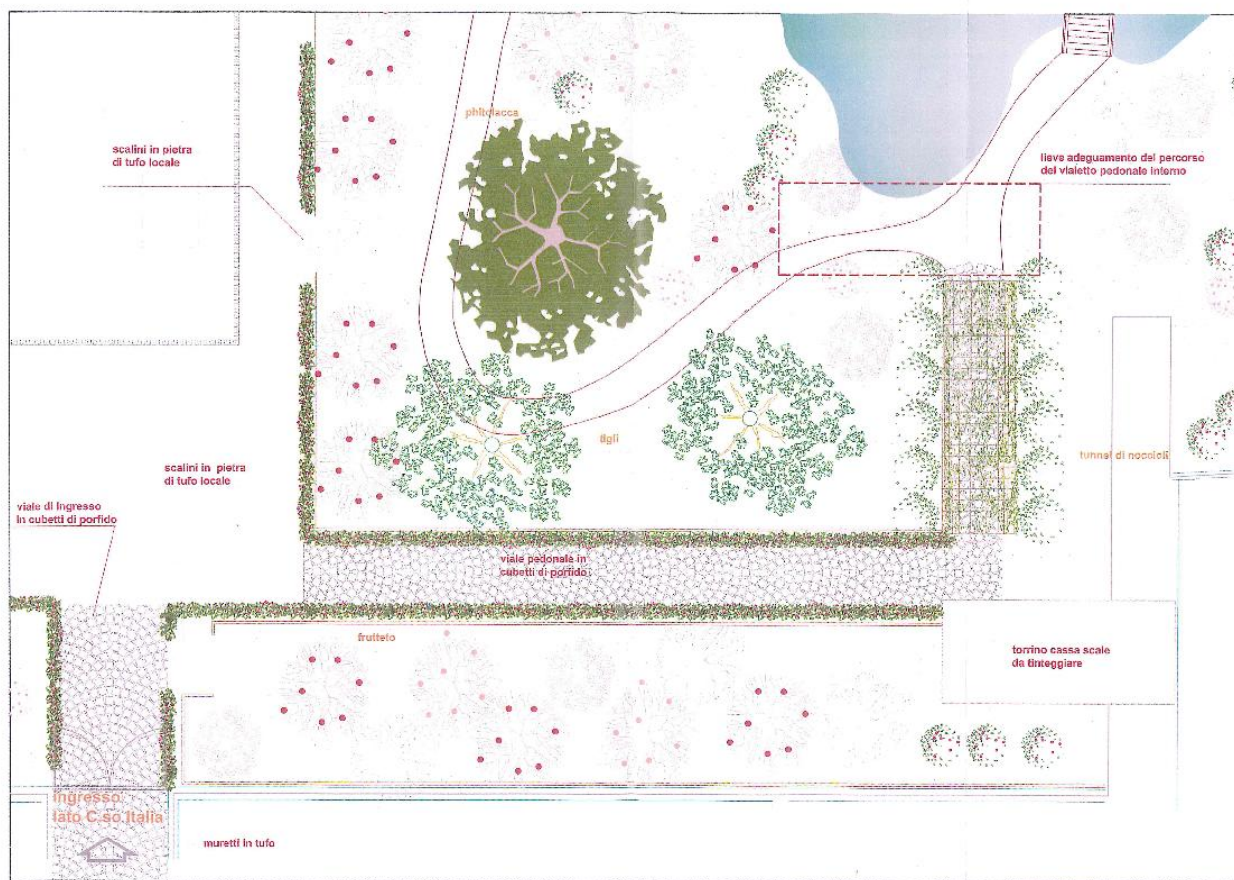 phitolacca
scalini in pietra
di tufo locale
lieve adeguamento del percorso
del vialetto pedonale interno
tigli
tunnel di noccioli
scalini in pietra
di tufo locale
viale di ingresso
in cubetti di porfido
viale pedonale in
cubetti di porfido
frutteto
torrino cassa scale
da tinteggiare
ingresso
lato C.so Italia
muretti in tufo